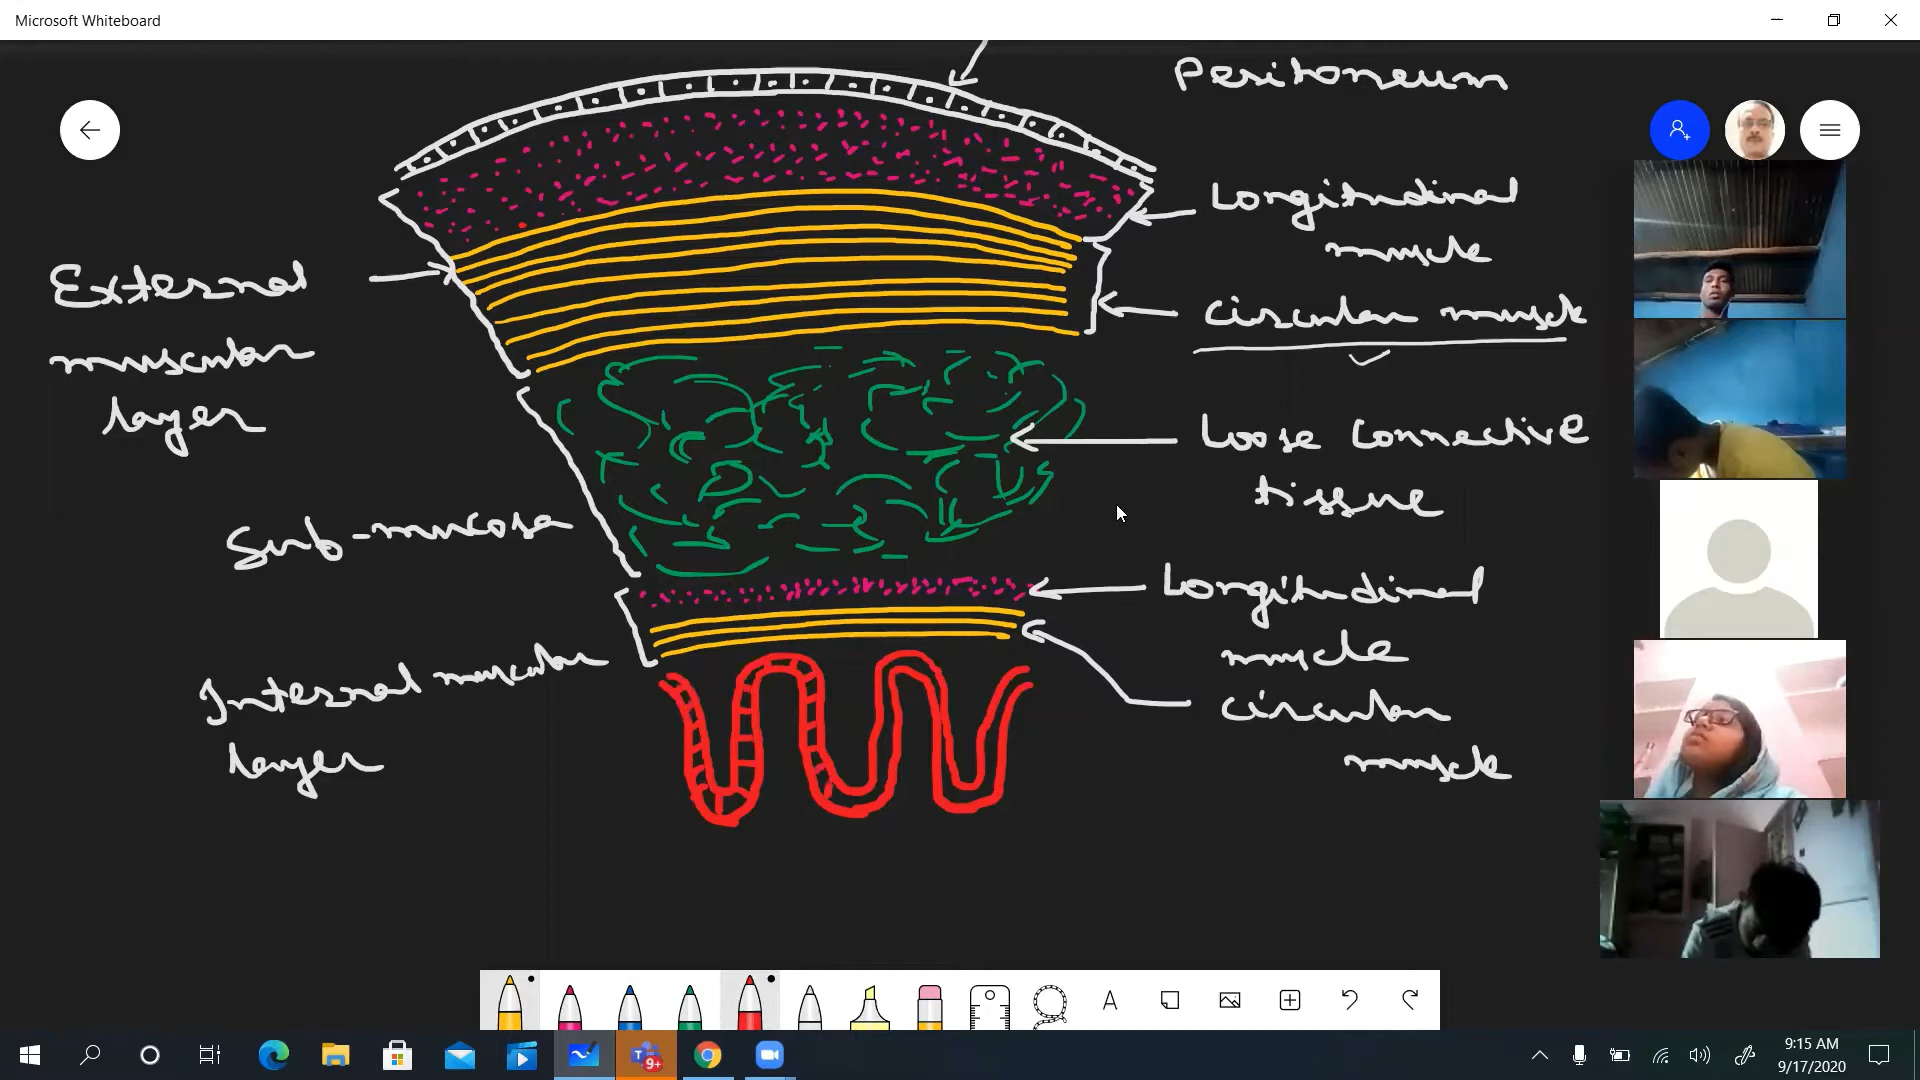 Microsoft Whiteboard
Peritoneum
Longitudinal
muscle
External
muscular
layer
circular muscle
Loose connective
tissue
Sub-mucosa
Longitudinal
muscle
Internal muscular
layer
circular
muscle
A
T 9+
9:15 AM
9/17/2020